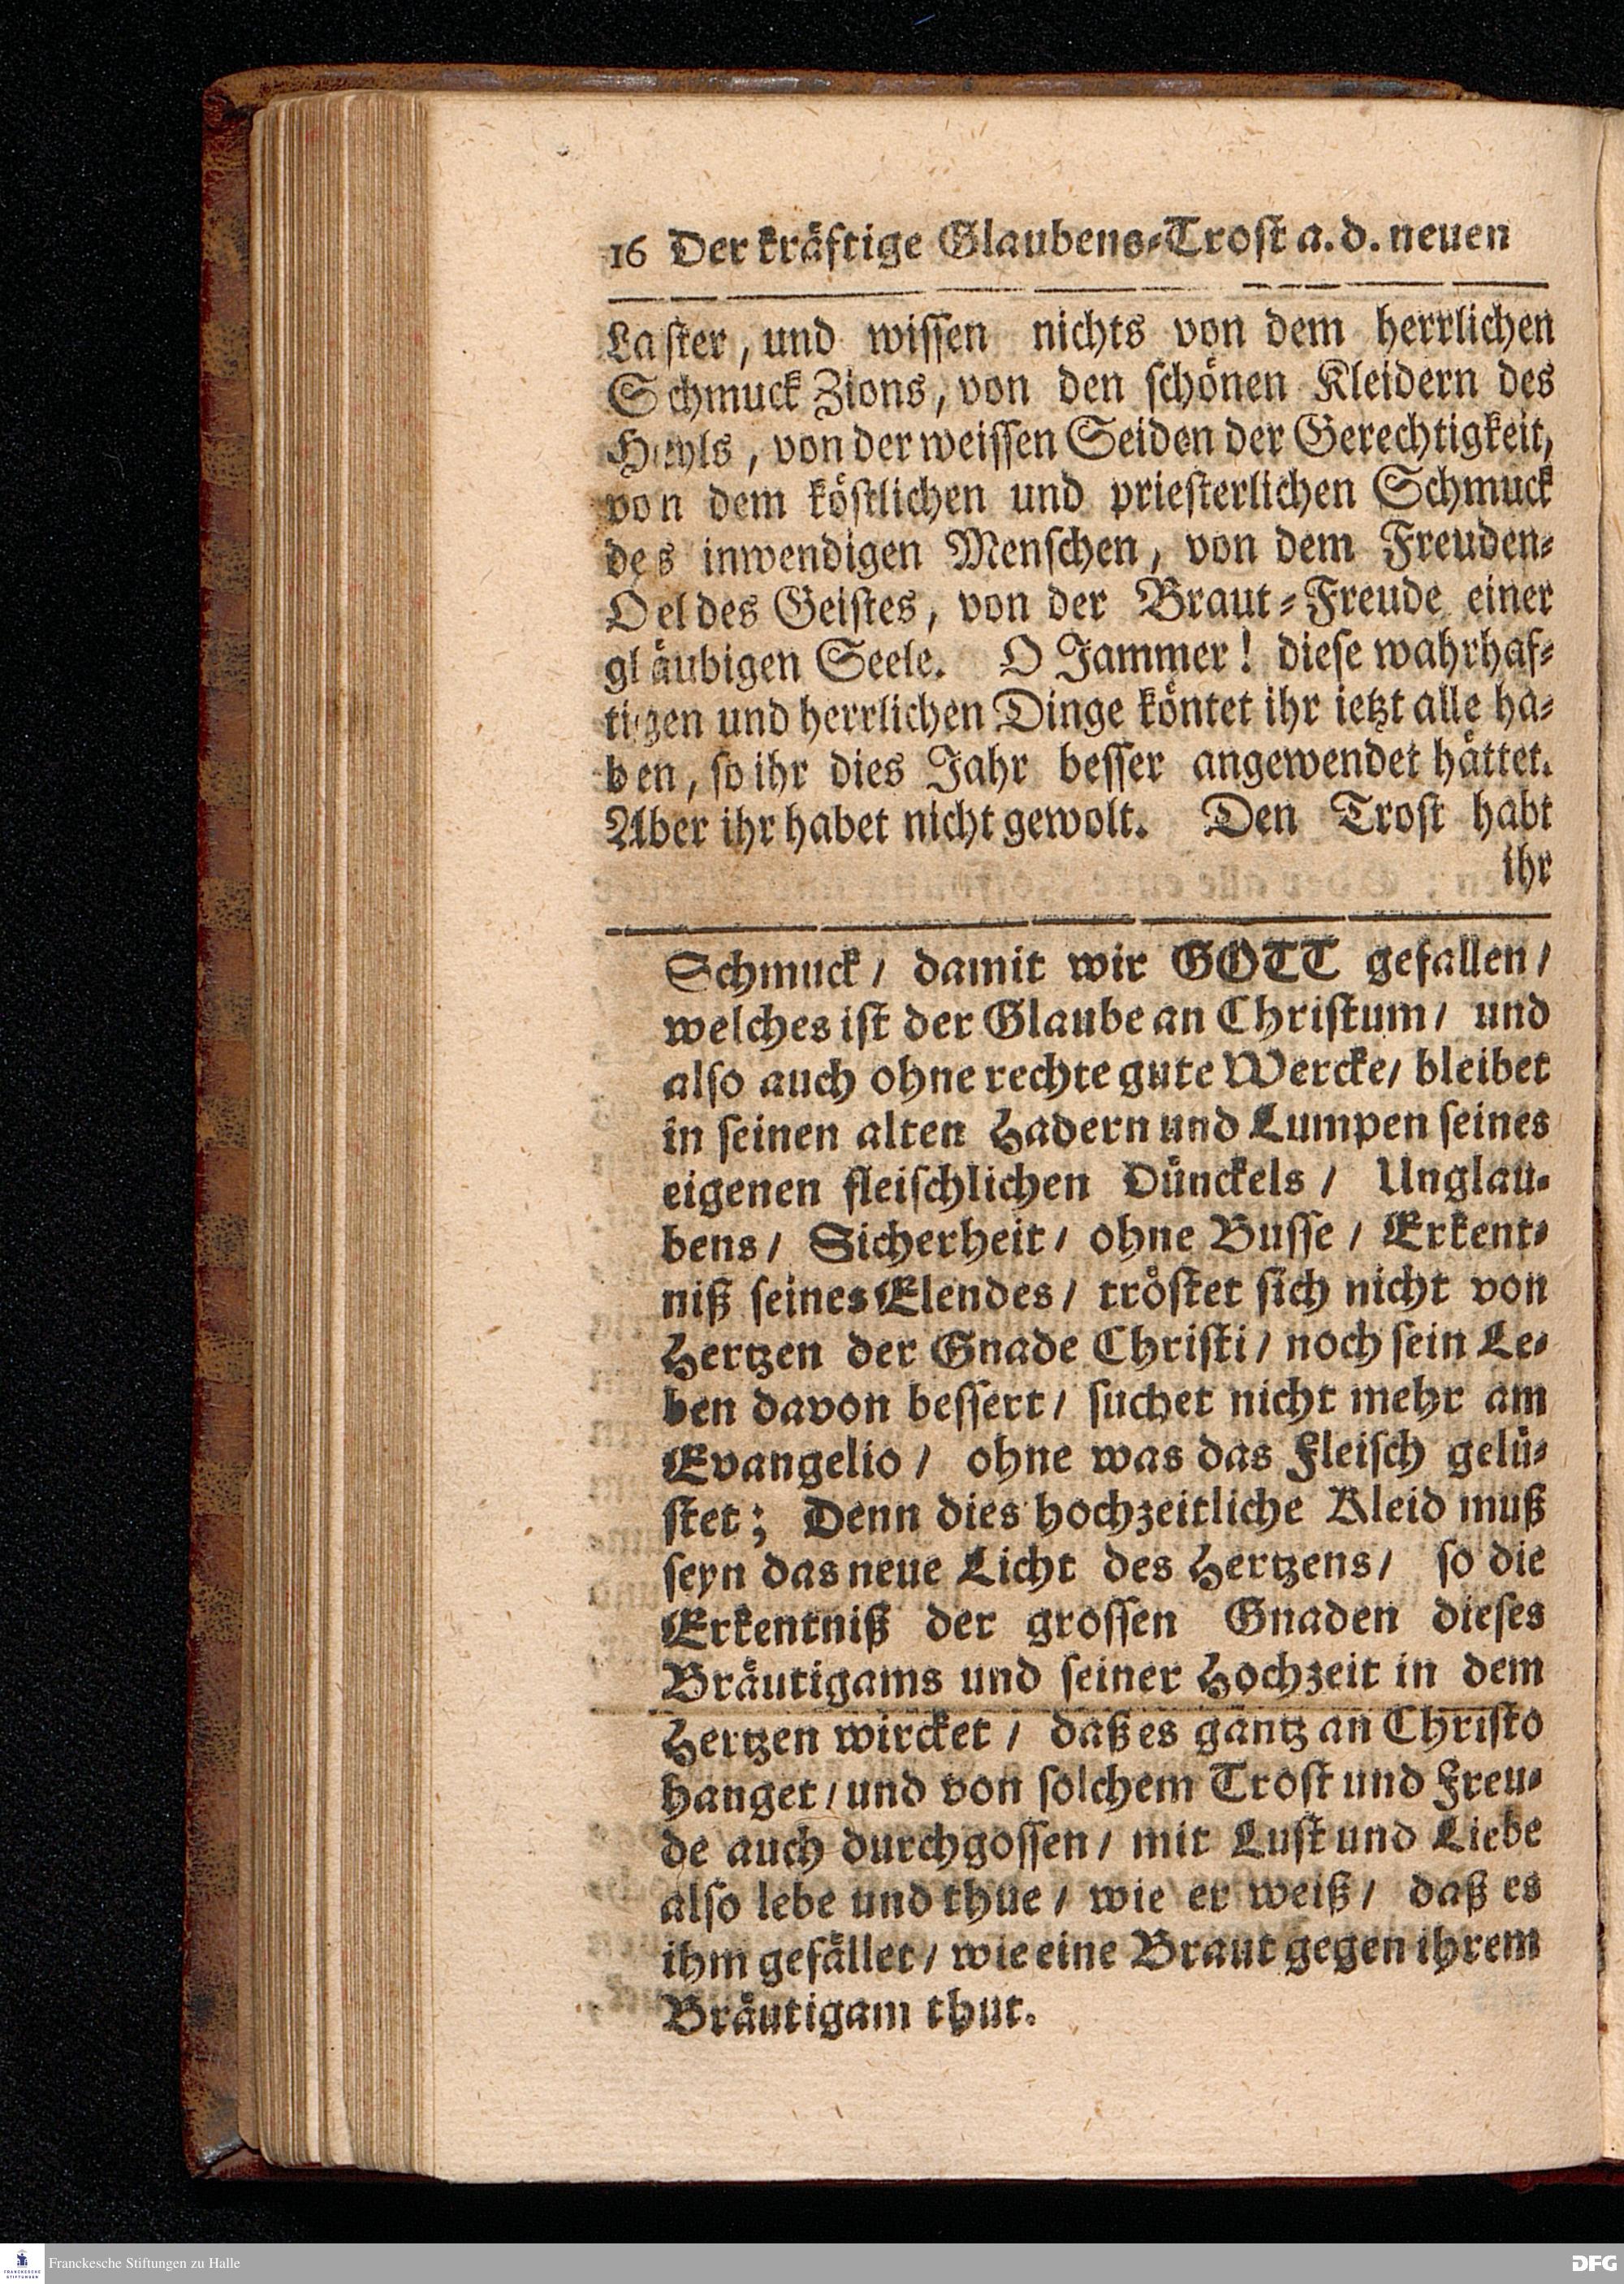 16 Der kräftige Glaubens-Trost a. d. neuen
Laster, und wissen nichts von dem herrlichen
Schmuck Zions, von den schönen Kleidern des
Heyls, von der weissen Seiden der Gerechtigkeit,
von dem köstlichen und priesterlichen Schmuck
des inwendigen Menschen, von dem Freuden-
Oel des Geistes, von der Braut-Freude einer
gläubigen Seele. O Jammer! diese wahrhaf-
tigen und herrlichen Dinge köntet ihr ietzt alle ha-
ben, so ihr dies Jahr besser angewendet hättet.
Aber ihr habet nicht gewolt. Den Trost habt
ihr
Schmuck / damit wir GOTT gefallen /
welches ist der Glaube an Christum / und
also auch ohne rechte gute Wercke / bleibet
in seinen alten Hadern und Lumpen seines
eigenen fleischlichen Dünckels / Unglau-
bens / Sicherheit / ohne Busse / Erkent-
niß seines Elendes / tröstet sich nicht von
Hertzen der Gnade Christi / noch sein Le-
ben davon bessert / suchet nicht mehr am
Evangelio / ohne was das Fleisch gelü-
stet; Denn dies hochzeitliche Kleid muß
seyn das neue Licht des Hertzens / so die
Erkentniß der grossen Gnaden dieses
Bräutigams und seiner Hochzeit in dem
Hertzen wircket / daß es gantz an Christo
hanget / und von solchem Trost und Freu-
de auch durchgossen / mit Lust und Liebe
also lebe und thue / wie er weiß / daß es
ihm gefället / wie eine Braut gegen ihrem
Bräutigam thut.
Franckesche Stiftungen zu Halle
DFG